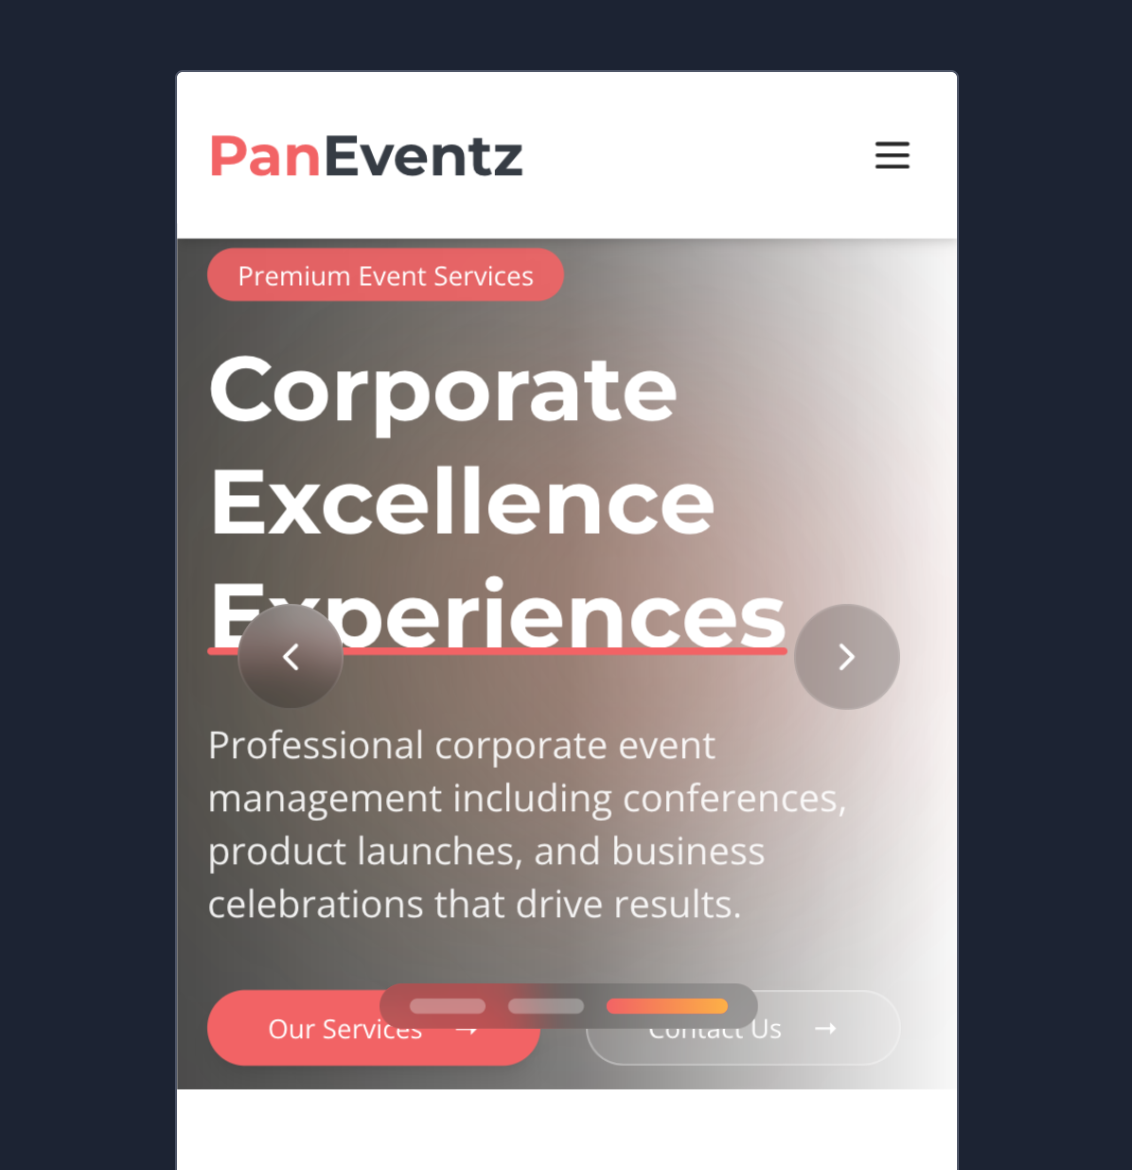 PanEventz
Premium Event Services
Corporate
Excellence
Experiences
Professional corporate event
management including conferences,
product launches, and business
celebrations that drive results.
Our Services →
Contact Us →